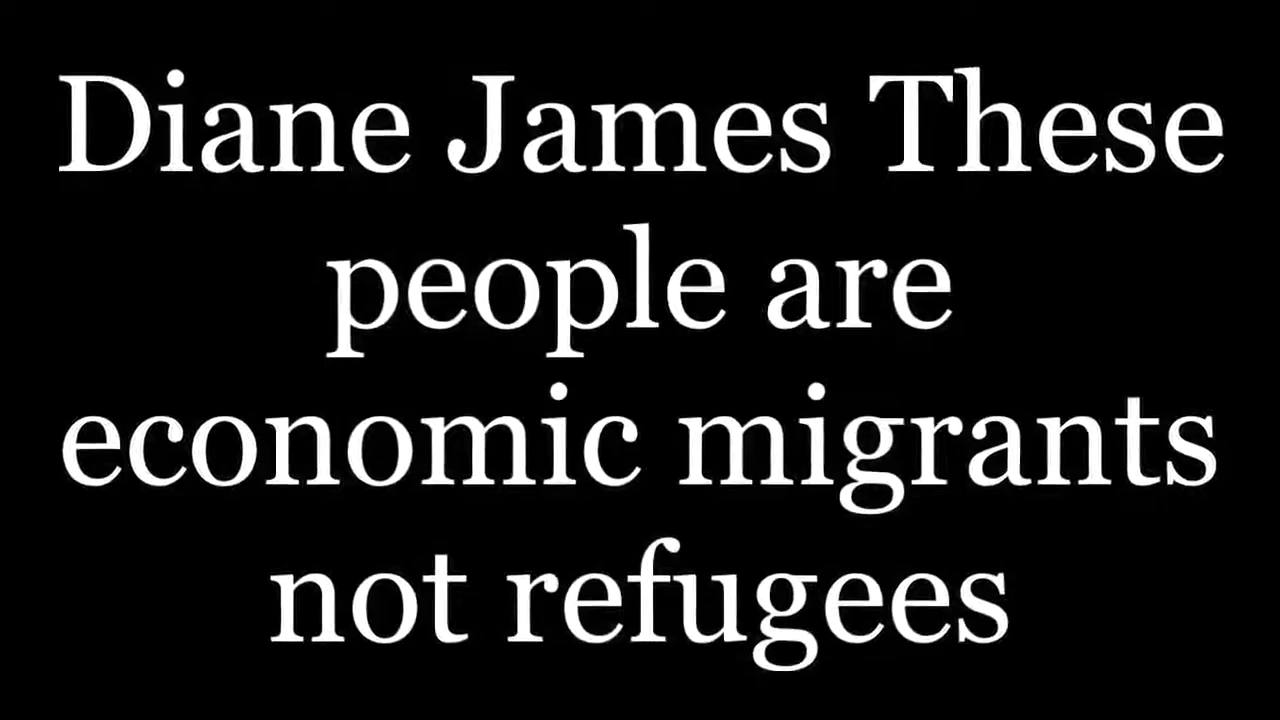 Diane James These
people are
economic migrants
not refugees